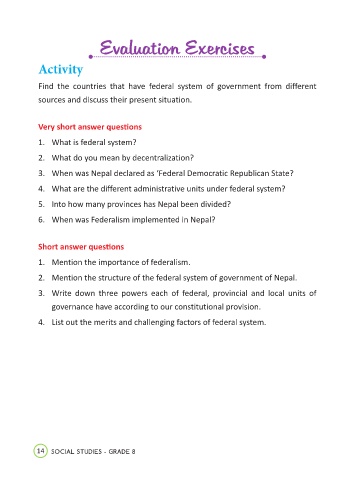 Evaluation Exercises
Activity
Find the countries that have federal system of government from different
sources and discuss their present situation.
Very short answer questions
1. What is federal system?
2. What do you mean by decentralization?
3. When was Nepal declared as ‘Federal Democratic Republican State?
4. What are the different administrative units under federal system?
5. Into how many provinces has Nepal been divided?
6. When was Federalism implemented in Nepal?
Short answer questions
1. Mention the importance of federalism.
2. Mention the structure of the federal system of government of Nepal.
3. Write down three powers each of federal, provincial and local units of
governance have according to our constitutional provision.
4. List out the merits and challenging factors of federal system.
14 SOCIAL STUDIES - GRADE 8